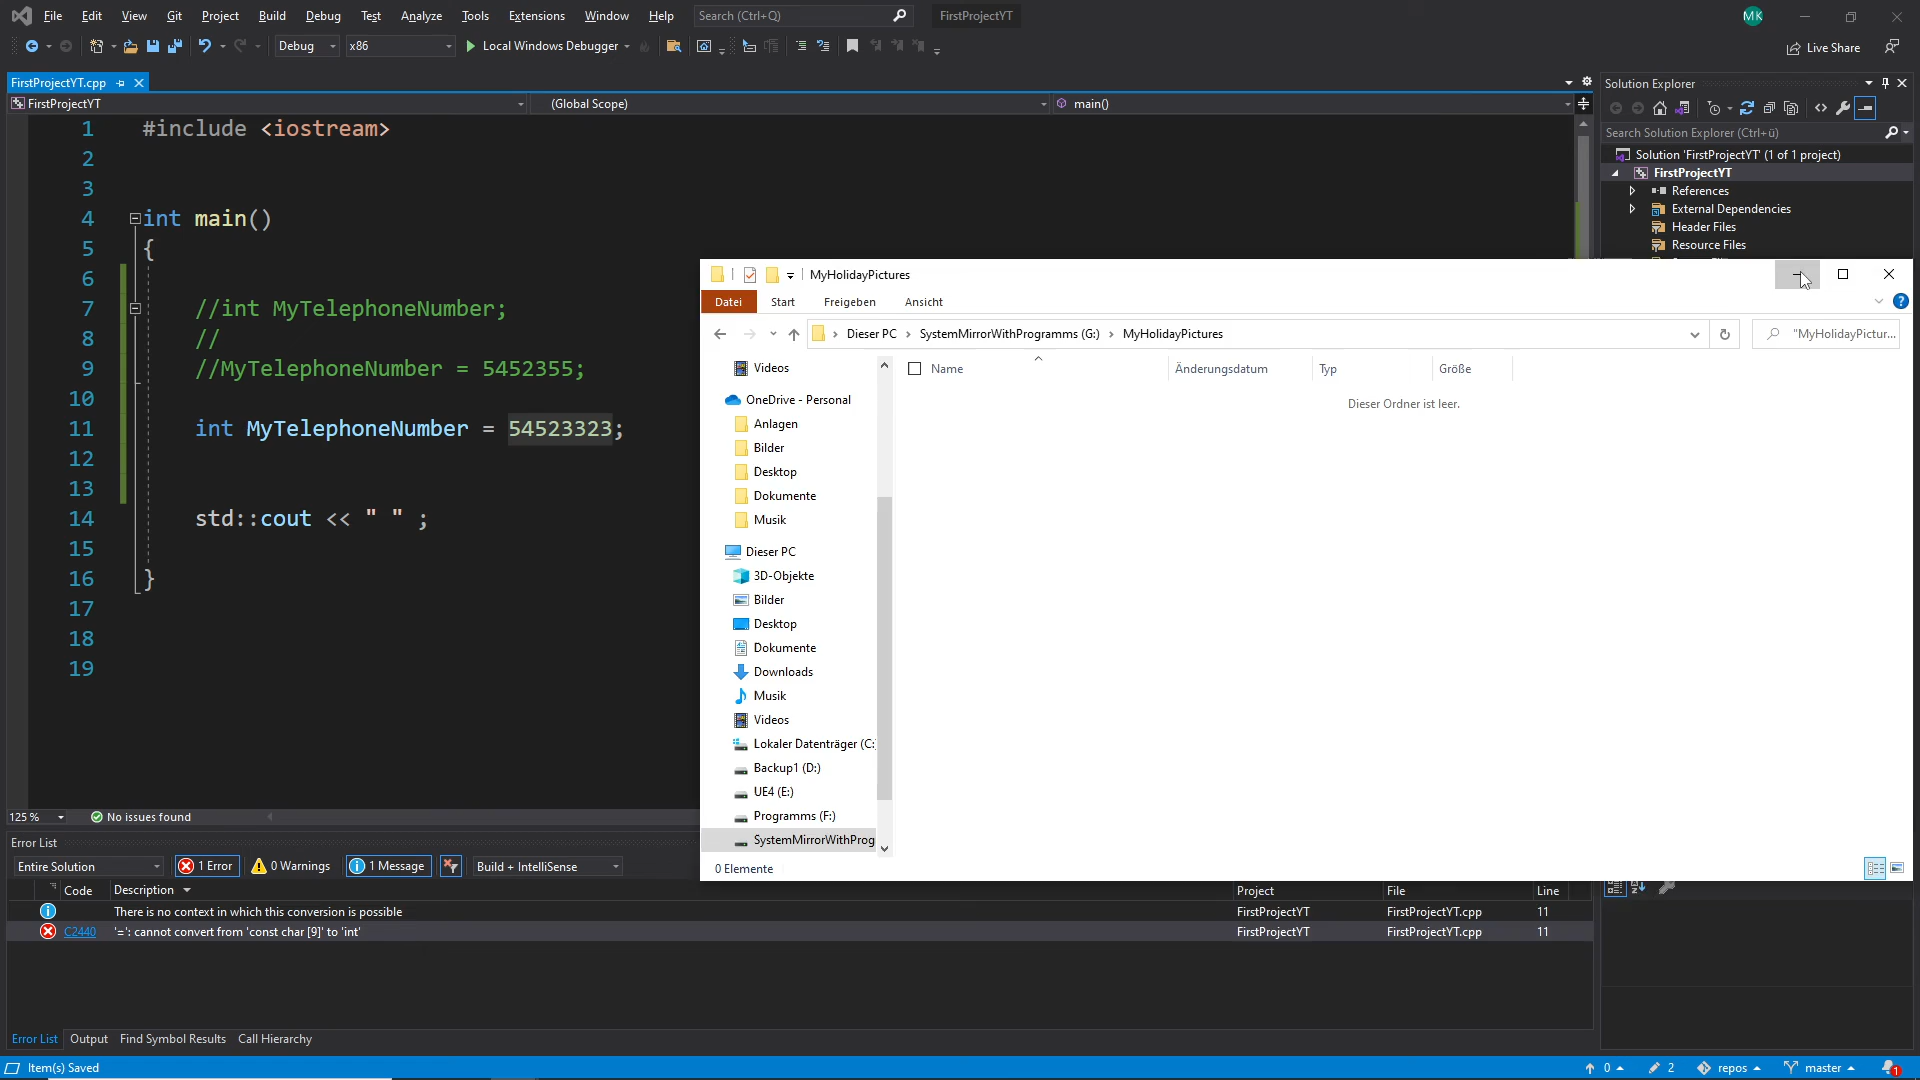 File Edit View Git Project Build Debug Test Analyze Tools Extensions Window Help Search (Ctrl+Q) FirstProjectYT MK
Debug x86 Local Windows Debugger Live Share
FirstProjectYT.cpp
FirstProjectYT (Global Scope) main()
1 #include <iostream>
2
3
4 int main()
5 {
6
7 //int MyTelephoneNumber;
8 //
9 //MyTelephoneNumber = 5452355;
10
11 int MyTelephoneNumber = 54523323;
12
13
14 std::cout << " " ;
15
16 }
17
18
19
125 % No issues found
Solution Explorer
Search Solution Explorer (Ctrl+ü)
Solution 'FirstProjectYT' (1 of 1 project)
FirstProjectYT
References
External Dependencies
Header Files
Resource Files
MyHolidayPictures
Datei Start Freigeben Ansicht
Dieser PC SystemMirrorWithProgramms (G:) MyHolidayPictures "MyHolidayPictur...
Name Änderungsdatum Typ Größe
Dieser Ordner ist leer.
Videos
OneDrive - Personal
Anlagen
Bilder
Desktop
Dokumente
Musik
Dieser PC
3D-Objekte
Bilder
Desktop
Dokumente
Downloads
Musik
Videos
Lokaler Datenträger (C:
Backup1 (D:)
UE4 (E:)
Programms (F:)
SystemMirrorWithProg
0 Elemente
Error List
Entire Solution 1 Error 0 Warnings 1 Message Build + IntelliSense
Code Description Project File Line
There is no context in which this conversion is possible FirstProjectYT FirstProjectYT.cpp 11
C2440 '=': cannot convert from 'const char [9]' to 'int' FirstProjectYT FirstProjectYT.cpp 11
Error List Output Find Symbol Results Call Hierarchy
Item(s) Saved 0 2 repos master 1